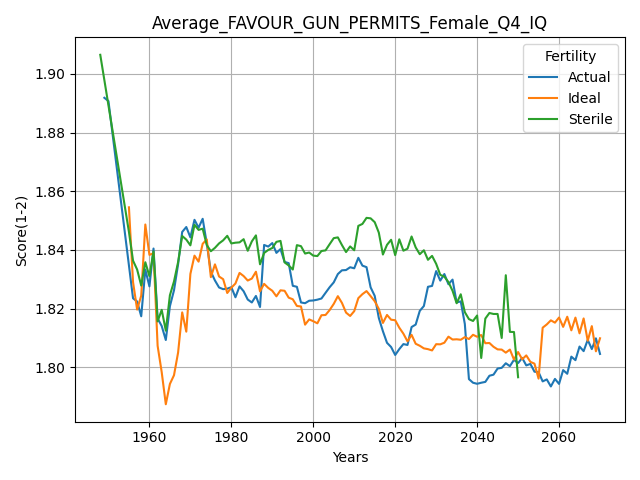 Average_FAVOUR_GUN_PERMITS_Female_Q4_IQ
Fertility
Actual
Ideal
Sterile
Score(1-2)
1.90
1.88
1.86
1.84
1.82
1.80
1960 1980 2000 2020 2040 2060
Years